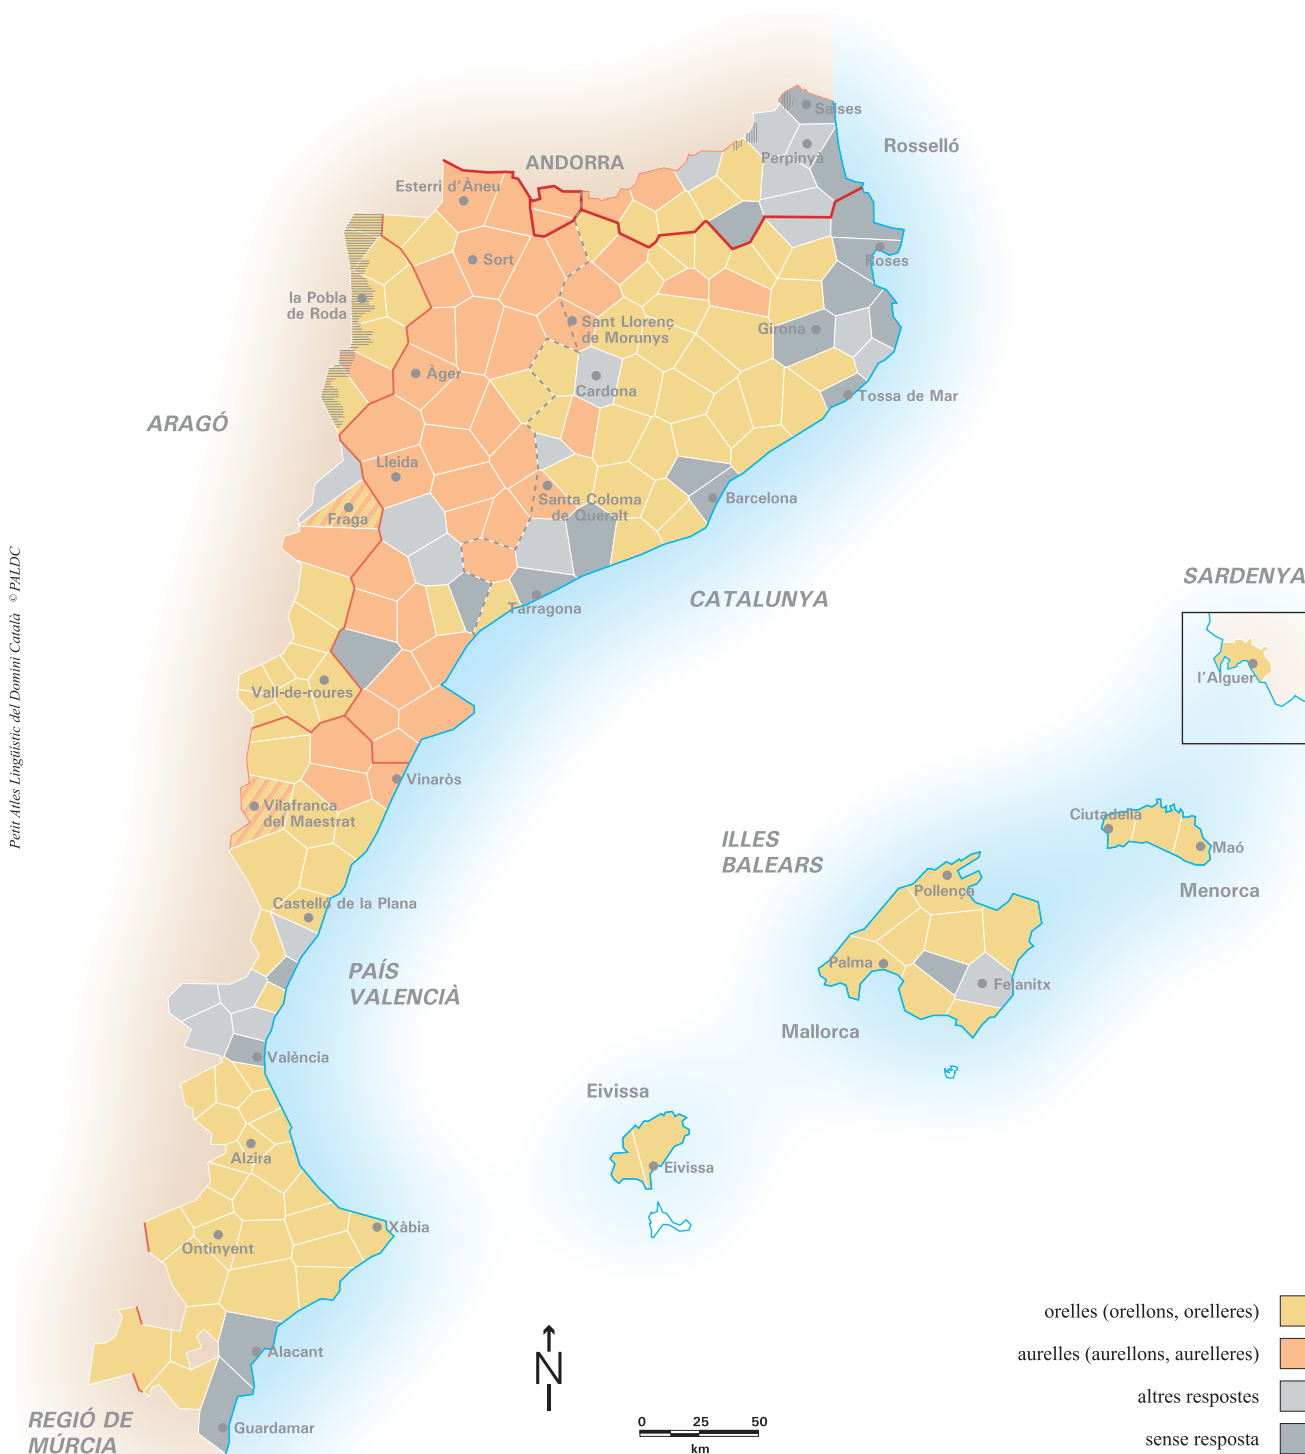 Salses
Rosselló
Perpinyà
ANDORRA
Esterri d'Àneu
Roses
Sort
la Pobla
de Roda
Sant Llorenç
de Morunys
Girona
Àger
Cardona
Tossa de Mar
ARAGÓ
Lleida
Santa Coloma
de Queralt
Barcelona
Fraga
Petit Atles Lingüístic del Domini Català © PALDC
SARDENYA
CATALUNYA
Tarragona
l'Alguer
Vall-de-roures
Vinaròs
Vilafranca
del Maestrat
Ciutadella
Maó
ILLES
BALEARS
Menorca
Pollença
Castelló de la Plana
Palma
PAÍS
VALENCIÀ
Felanitx
Mallorca
València
Eivissa
Alzira
Eivissa
Xàbia
Ontinyent
orelles (orellons, orelleres)
aurelles (aurellons, aurelleres)
altres respostes
sense resposta
Alacant
N
REGIÓ DE
MÚRCIA
Guardamar
0 25 50
km